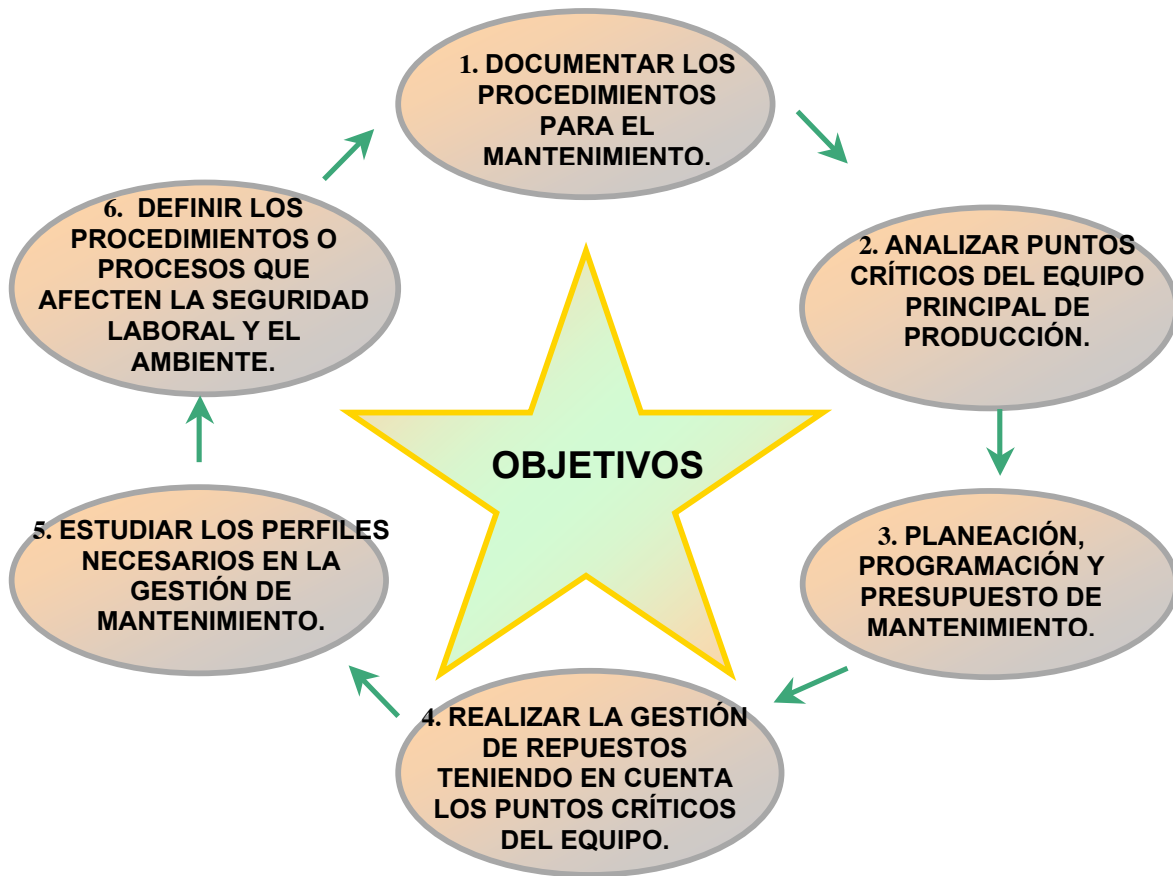 1. DOCUMENTAR LOS
PROCEDIMIENTOS
PARA EL
MANTENIMIENTO.
2. ANALIZAR PUNTOS
CRÍTICOS DEL EQUIPO
PRINCIPAL DE
PRODUCCIÓN.
3. PLANEACIÓN,
PROGRAMACIÓN Y
PRESUPUESTO DE
MANTENIMIENTO.
4. REALIZAR LA GESTIÓN
DE REPUESTOS
TENIENDO EN CUENTA
LOS PUNTOS CRÍTICOS
DEL EQUIPO.
5. ESTUDIAR LOS PERFILES
NECESARIOS EN LA
GESTIÓN DE
MANTENIMIENTO.
6. DEFINIR LOS
PROCEDIMIENTOS O
PROCESOS QUE
AFECTEN LA SEGURIDAD
LABORAL Y EL
AMBIENTE.
OBJETIVOS